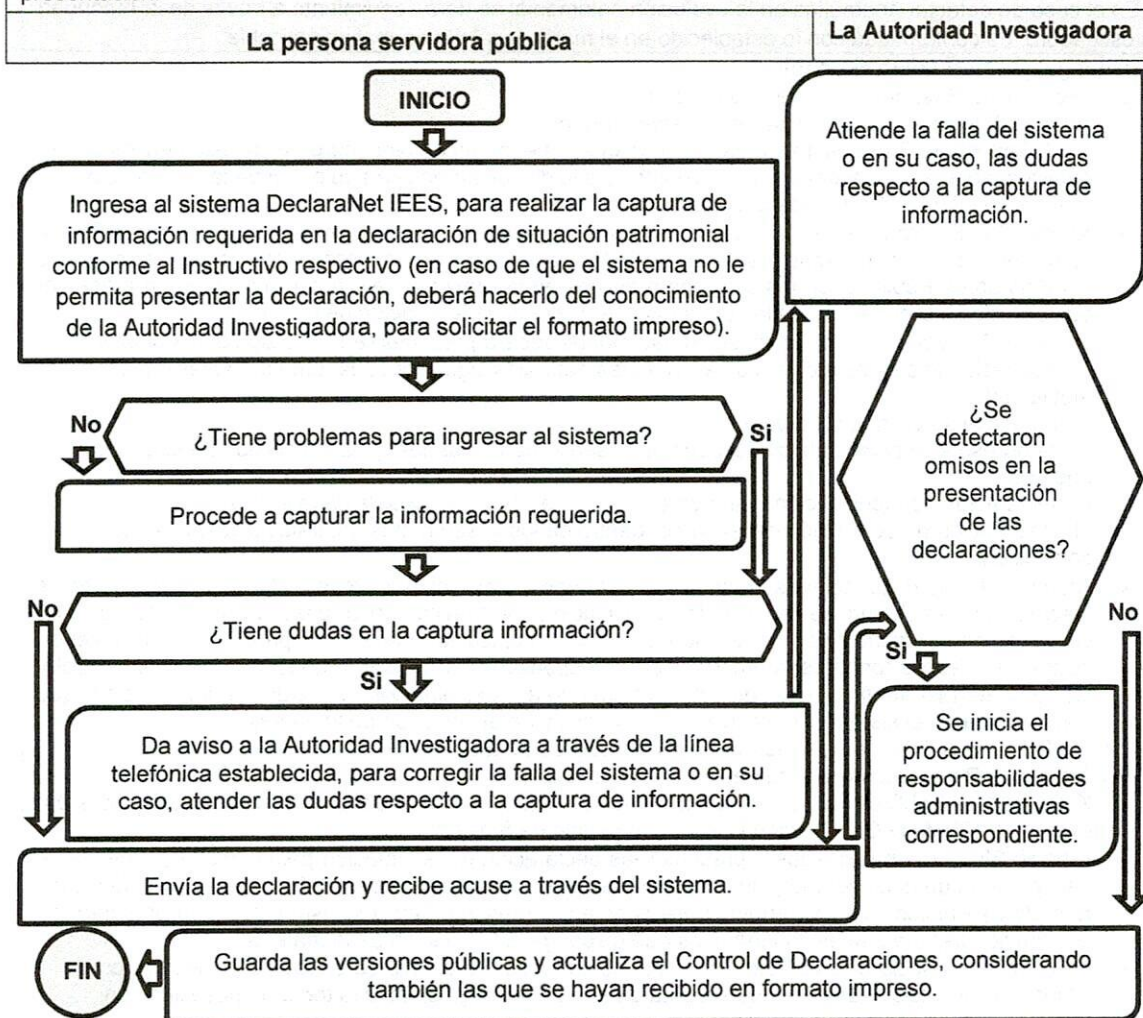 La persona servidora pública
La Autoridad Investigadora
INICIO
Ingresa al sistema DeclaraNet IEES, para realizar la captura de
información requerida en la declaración de situación patrimonial
conforme al Instructivo respectivo (en caso de que el sistema no le
permita presentar la declaración, deberá hacerlo del conocimiento
de la Autoridad Investigadora, para solicitar el formato impreso).
Atiende la falla del sistema
o en su caso, las dudas
respecto a la captura de
información.
No
¿Tiene problemas para ingresar al sistema?
Si
Procede a capturar la información requerida.
¿Se
detectaron
omisos en la
presentación
de las
declaraciones?
No
¿Tiene dudas en la captura información?
Si
No
Si
Da aviso a la Autoridad Investigadora a través de la línea
telefónica establecida, para corregir la falla del sistema o en su
caso, atender las dudas respecto a la captura de información.
Se inicia el
procedimiento de
responsabilidades
administrativas
correspondiente.
Envía la declaración y recibe acuse a través del sistema.
FIN
Guarda las versiones públicas y actualiza el Control de Declaraciones, considerando
también las que se hayan recibido en formato impreso.